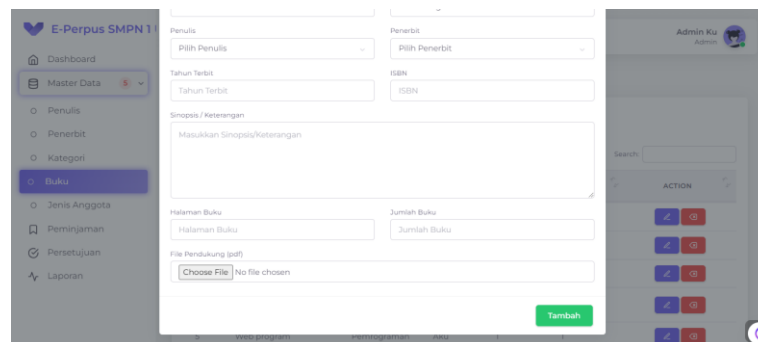 E-Perpus SMPN 1
Admin Ku
Admin
Dashboard
Master Data 5
Penulis
Penerbit
Kategori
Buku
Jenis Anggota
Peminjaman
Persetujuan
Laporan
Penulis Penerbit
Pilih Penulis Pilih Penerbit
Tahun Terbit ISBN
Tahun Terbit ISBN
Sinopsis / Keterangan
Masukkan Sinopsis/Keterangan
Halaman Buku Jumlah Buku
Halaman Buku Jumlah Buku
File Pendukung (pdf)
Choose File No file chosen
Tambah
Search:
ACTION
5 Web program Pemrograman Aku 1 1